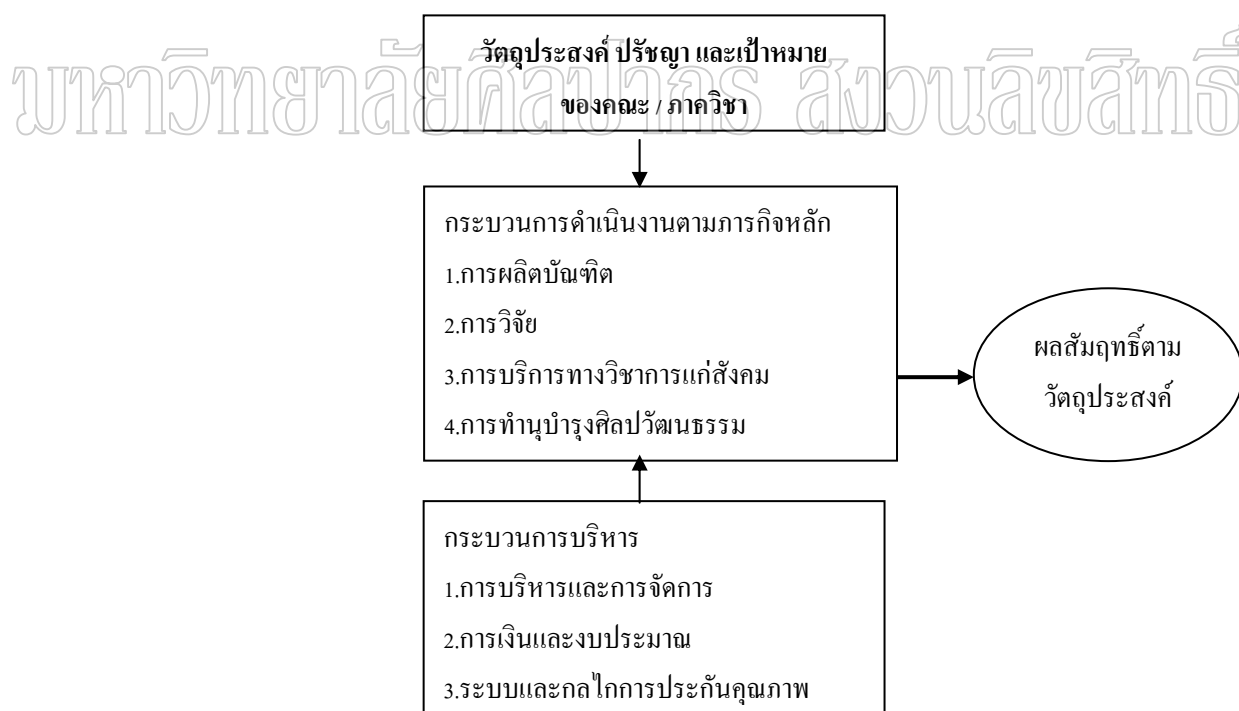 วัตถุประสงค์ ปรัชญา และเป้าหมาย
ของคณะ / ภาควิชา
มหาวิทยาลัยศิลปากร สงวนลิขสิทธิ์
กระบวนการดำเนินงานตามภารกิจหลัก
1.การผลิตบัณฑิต
2.การวิจัย
3.การบริการทางวิชาการแก่สังคม
4.การทำนุบำรุงศิลปวัฒนธรรม
ผลสัมฤทธิ์ตาม
วัตถุประสงค์
กระบวนการบริหาร
1.การบริหารและการจัดการ
2.การเงินและงบประมาณ
3.ระบบและกลไกการประกันคุณภาพ